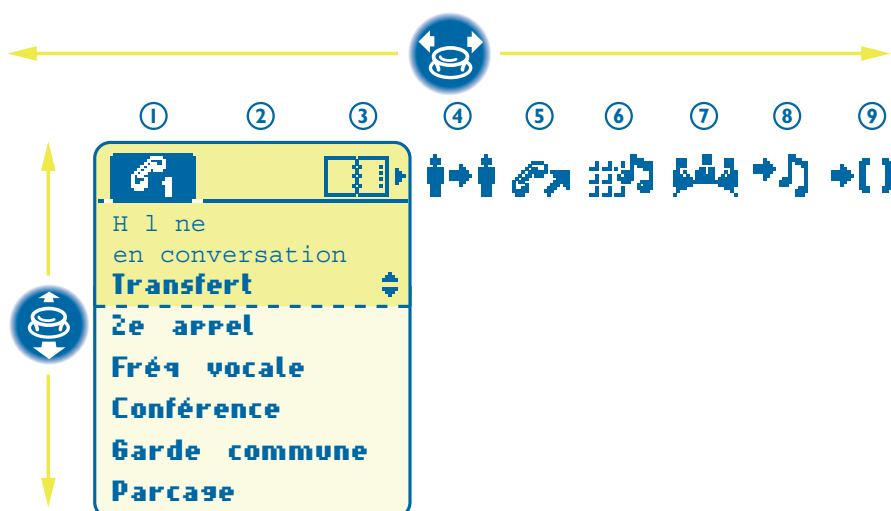 ① ② ③ ④ ⑤ ⑥ ⑦ ⑧ ⑨
1
H l ne
en conversation
Transfert
2e appel
Fréq vocale
Conférence
Garde commune
Parcage